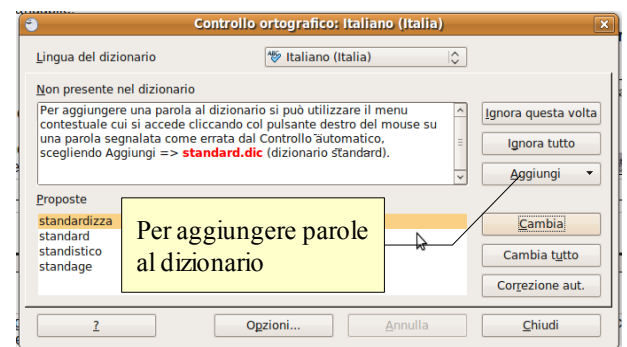 Controllo ortografico: Italiano (Italia)
Lingua del dizionario
Italiano (Italia)
Non presente nel dizionario
Per aggiungere una parola al dizionario si può utilizzare il menu
contestuale cui si accede cliccando col pulsante destro del mouse su
una parola segnalata come errata dal Controllo automatico,
scegliendo Aggiungi => standard.dic (dizionario standard).
Ignora questa volta
Ignora tutto
Aggiungi
Proposte
standardizza
standard
standistico
standage
Per aggiungere parole
al dizionario
Cambia
Cambia tutto
Correzione aut.
?
Opzioni...
Annulla
Chiudi